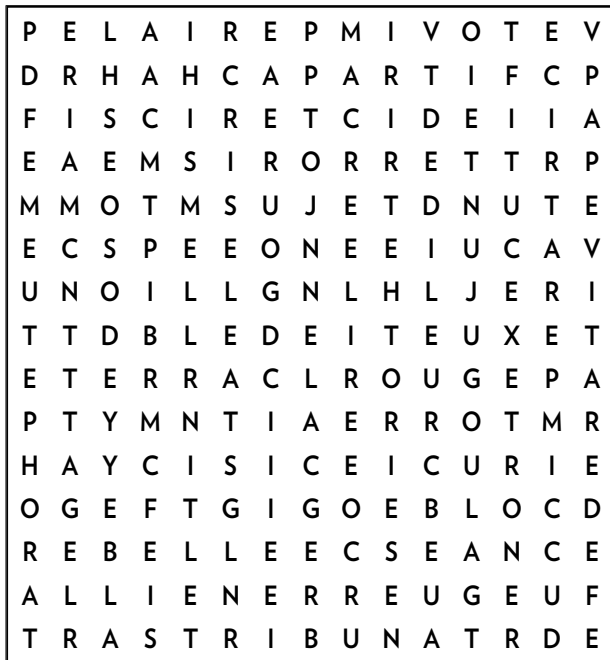 P E L A I R E P M I V O T E V
D R H A H C A P A R T I F C P
F I S C I R E T C I D E I I A
E A E M S I R O R R E T T R P
M M O T M S U J E T D N U T E
E C S P E E O N E E I U C A V
U N O I L L G N L H L J E R I
T T D B L E D E I T E U X E T
E T E R R A C L R O U G E P A
P T Y M N T I A E R R O T M R
H A Y C I S I C E I C U R I E
O G E F T G I G O E B L O C D
R E B E L L E E C S E A N C E
A L L I E N E R R E U G E U F
T R A S T R I B U N A T R D E